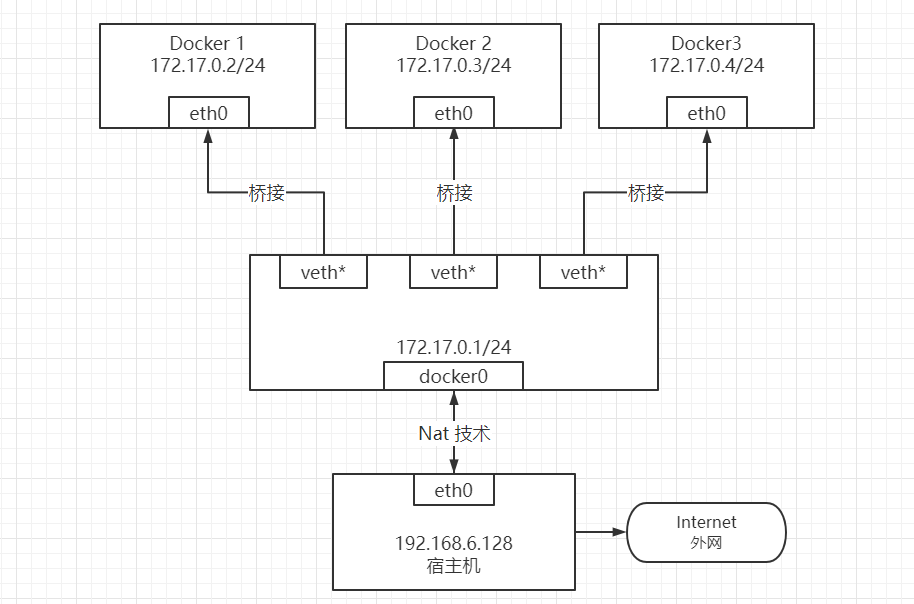 Docker 1
172.17.0.2/24
eth0
Docker 2
172.17.0.3/24
eth0
Docker3
172.17.0.4/24
eth0
桥接
桥接
桥接
veth*
veth*
veth*
172.17.0.1/24
docker0
Nat 技术
eth0
192.168.6.128
宿主机
Internet
外网